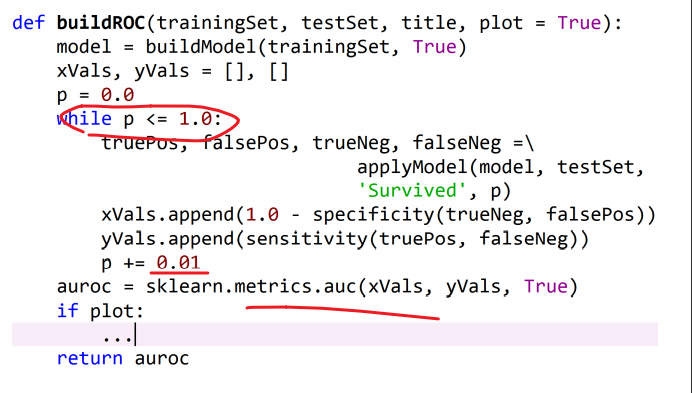 def buildROC(trainingSet, testSet, title, plot = True):
model = buildModel(trainingSet, True)
xVals, yVals = [], []
p = 0.0
while p <= 1.0:
truePos, falsePos, trueNeg, falseNeg =\
applyModel(model, testSet,
'Survived', p)
xVals.append(1.0 - specificity(trueNeg, falsePos))
yVals.append(sensitivity(truePos, falseNeg))
p += 0.01
auroc = sklearn.metrics.auc(xVals, yVals, True)
if plot:
...
return auroc